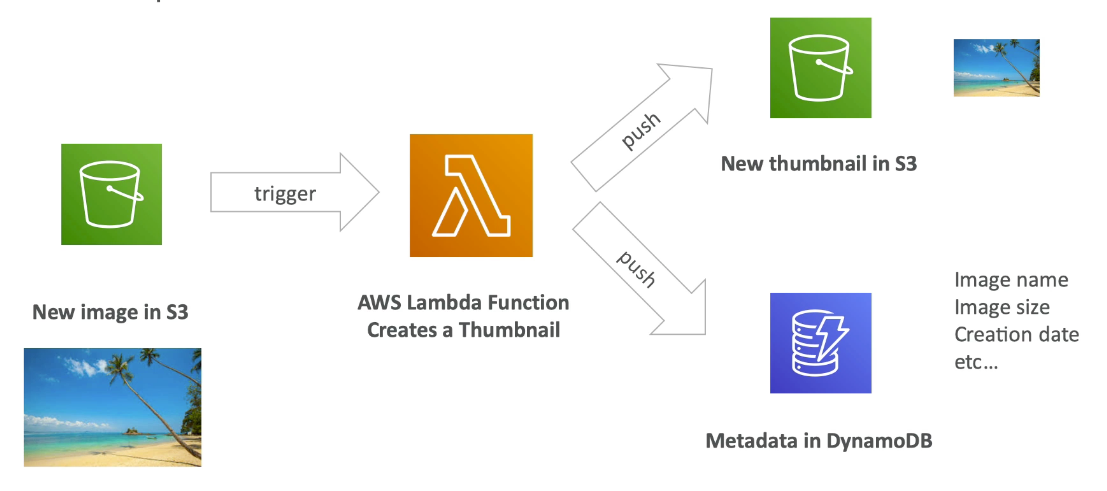 New image in S3
trigger
AWS Lambda Function
Creates a Thumbnail
push
New thumbnail in S3
push
Metadata in DynamoDB
Image name
Image size
Creation date
etc...